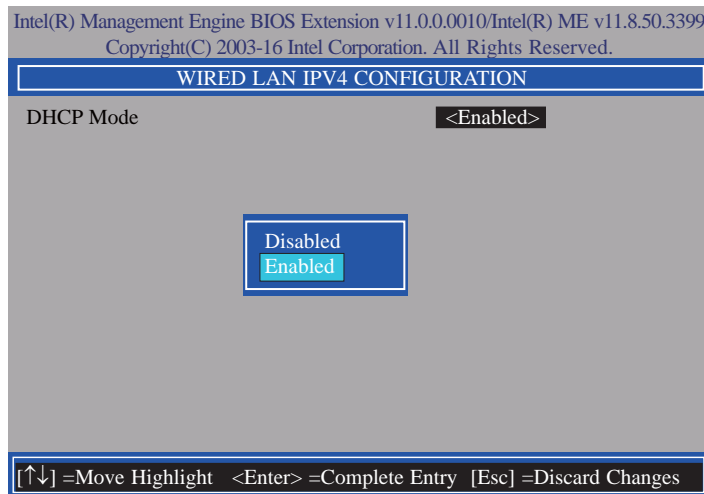 Intel(R) Management Engine BIOS Extension v11.0.0.0010/Intel(R) ME v11.8.50.3399
Copyright(C) 2003-16 Intel Corporation. All Rights Reserved.
WIRED LAN IPV4 CONFIGURATION
DHCP Mode <Enabled>
Disabled
Enabled
[↑↓] =Move Highlight <Enter> =Complete Entry [Esc] =Discard Changes